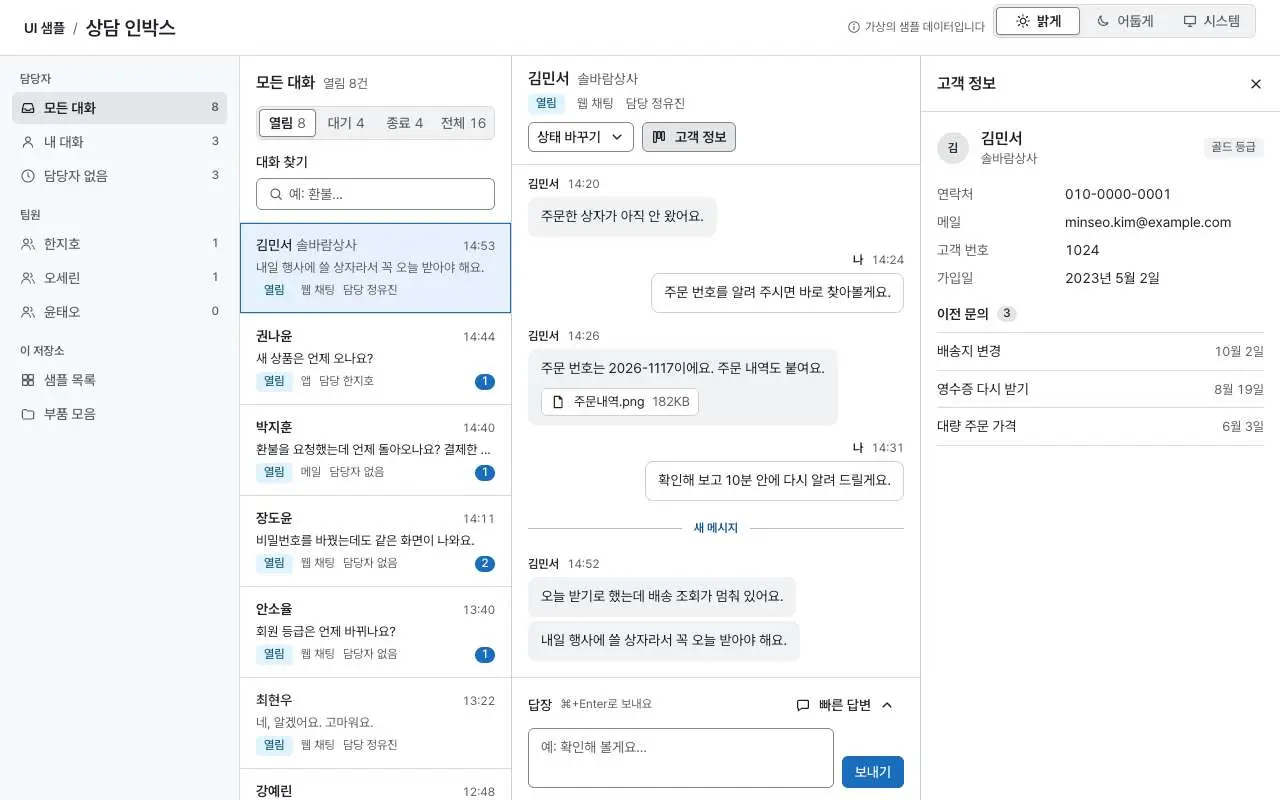 UI 샘플 / 상담 인박스
가상의 샘플 데이터입니다
밝게
어둡게
시스템
담당자
모든 대화 8
내 대화 3
담당자 없음 3
팀원
한지호 1
오세린 1
윤태오 0
이 저장소
샘플 목록
부품 모음
모든 대화 열림 8건
열림 8 대기 4 종료 4 전체 16
대화 찾기
예: 환불...
김민서 솔바람상사 14:53
내일 행사에 쓸 상자라서 꼭 오늘 받아야 해요.
열림 웹 채팅 담당 정유진
권나윤 14:44
새 상품은 언제 오나요?
열림 앱 담당 한지호 1
박지훈 14:40
환불을 요청했는데 언제 돌아오나요? 결제한 ...
열림 메일 담당자 없음 1
장도윤 14:11
비밀번호를 바꿨는데도 같은 화면이 나와요.
열림 웹 채팅 담당자 없음 2
안소율 13:40
회원 등급은 언제 바뀌나요?
열림 웹 채팅 담당자 없음 1
최현우 13:22
네, 알겠어요. 고마워요.
열림 웹 채팅 담당 정유진
강예린 12:48
김민서 솔바람상사
열림 웹 채팅 담당 정유진
상태 바꾸기
고객 정보
김민서 14:20
주문한 상자가 아직 안 왔어요.
나 14:24
주문 번호를 알려 주시면 바로 찾아볼게요.
김민서 14:26
주문 번호는 2026-1117이에요. 주문 내역도 붙여요.
주문내역.png 182KB
나 14:31
확인해 보고 10분 안에 다시 알려 드릴게요.
새 메시지
김민서 14:52
오늘 받기로 했는데 배송 조회가 멈춰 있어요.
내일 행사에 쓸 상자라서 꼭 오늘 받아야 해요.
답장 ⌘+Enter로 보내요
빠른 답변
예: 확인해 볼게요...
보내기
고객 정보
김
김민서
솔바람상사
골드 등급
연락처 010-0000-0001
메일 minseo.kim@example.com
고객 번호 1024
가입일 2023년 5월 2일
이전 문의 3
배송지 변경 10월 2일
영수증 다시 받기 8월 19일
대량 주문 가격 6월 3일